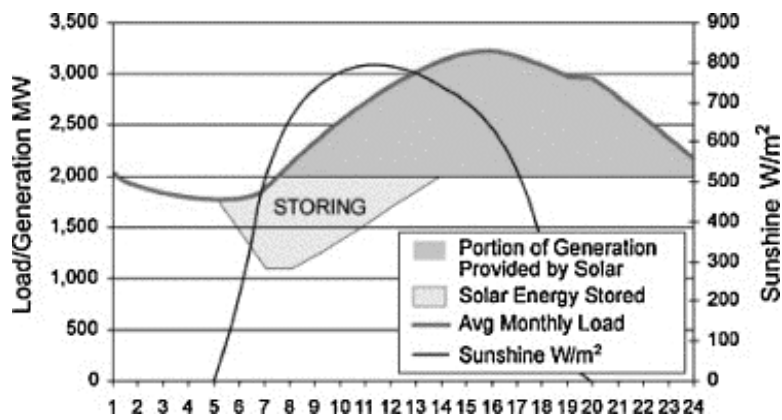 3,500
3,000
2,500
2,000
1,500
1,000
500
0
Load/Generation MW
900
800
700
600
500
400
300
200
100
0
Sunshine W/m²
STORING
Portion of Generation
Provided by Solar
Solar Energy Stored
Avg Monthly Load
Sunshine W/m²
1 2 3 4 5 6 7 8 9 10 11 12 13 14 15 16 17 18 19 20 21 22 23 24